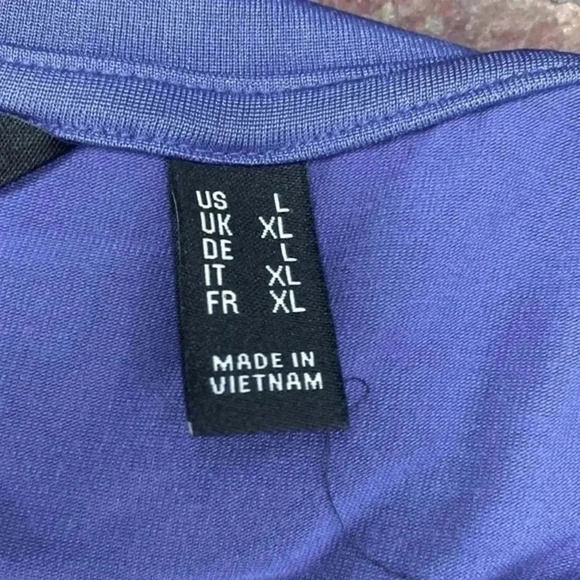 US L
UK XL
DE L
IT XL
FR XL
MADE IN
VIETNAM